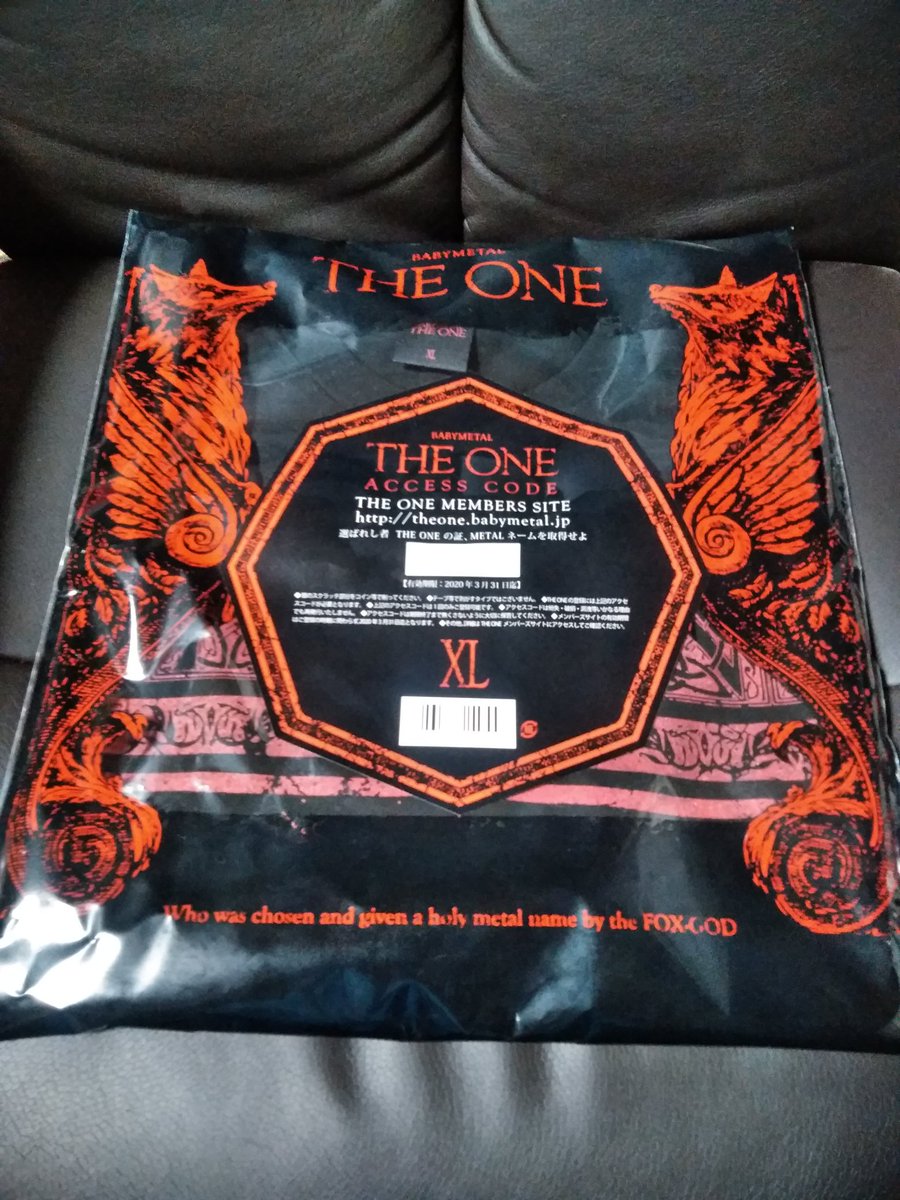 BABYMETAL
THE ONE
THE ONE
XL
BABYMETAL
THE ONE
ACCESS CODE
THE ONE MEMBERS SITE
http://theone.babymetal.jp
選ばれし者 THE ONE の証、METAL ネームを取得せよ
【有効期限：2020年3月31日迄】
XL
Who was chosen and given a holy metal name by the FOX-GOD